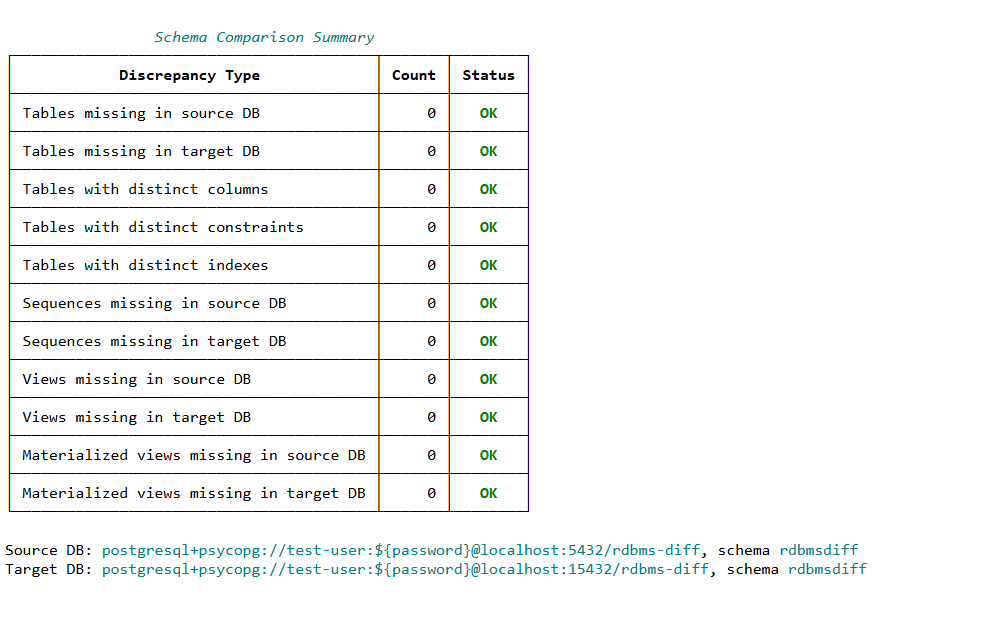 Schema Comparison Summary
Discrepancy Type Count Status
Tables missing in source DB 0 OK
Tables missing in target DB 0 OK
Tables with distinct columns 0 OK
Tables with distinct constraints 0 OK
Tables with distinct indexes 0 OK
Sequences missing in source DB 0 OK
Sequences missing in target DB 0 OK
Views missing in source DB 0 OK
Views missing in target DB 0 OK
Materialized views missing in source DB 0 OK
Materialized views missing in target DB 0 OK
Source DB: postgresql+psycopg://test-user:${password}@localhost:5432/rdbms-diff, schema rdbmsdiff
Target DB: postgresql+psycopg://test-user:${password}@localhost:15432/rdbms-diff, schema rdbmsdiff